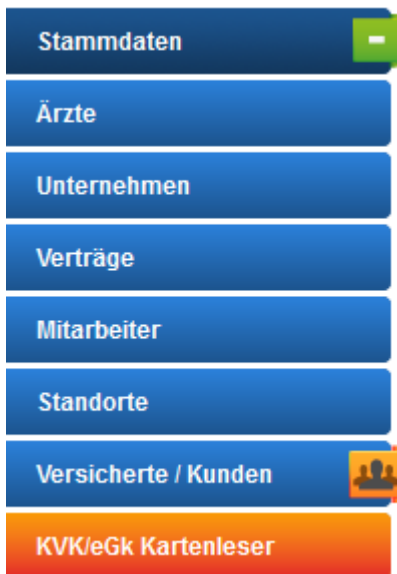 Stammdaten
Ärzte
Unternehmen
Verträge
Mitarbeiter
Standorte
Versicherte / Kunden
KVK/eGk Kartenleser